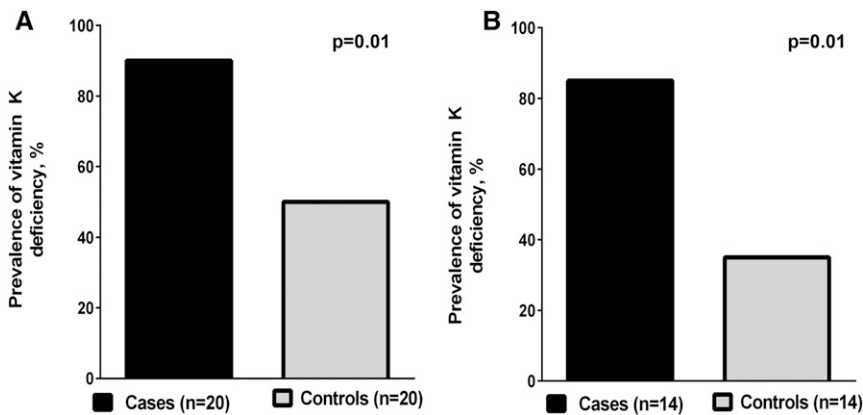 A
p=0.01
Prevalence of vitamin K
deficiency, %
100
80
60
40
20
0
Cases (n=20)
Controls (n=20)
B
p=0.01
Prevalence of vitamin K
deficiency, %
100
80
60
40
20
0
Cases (n=14)
Controls (n=14)